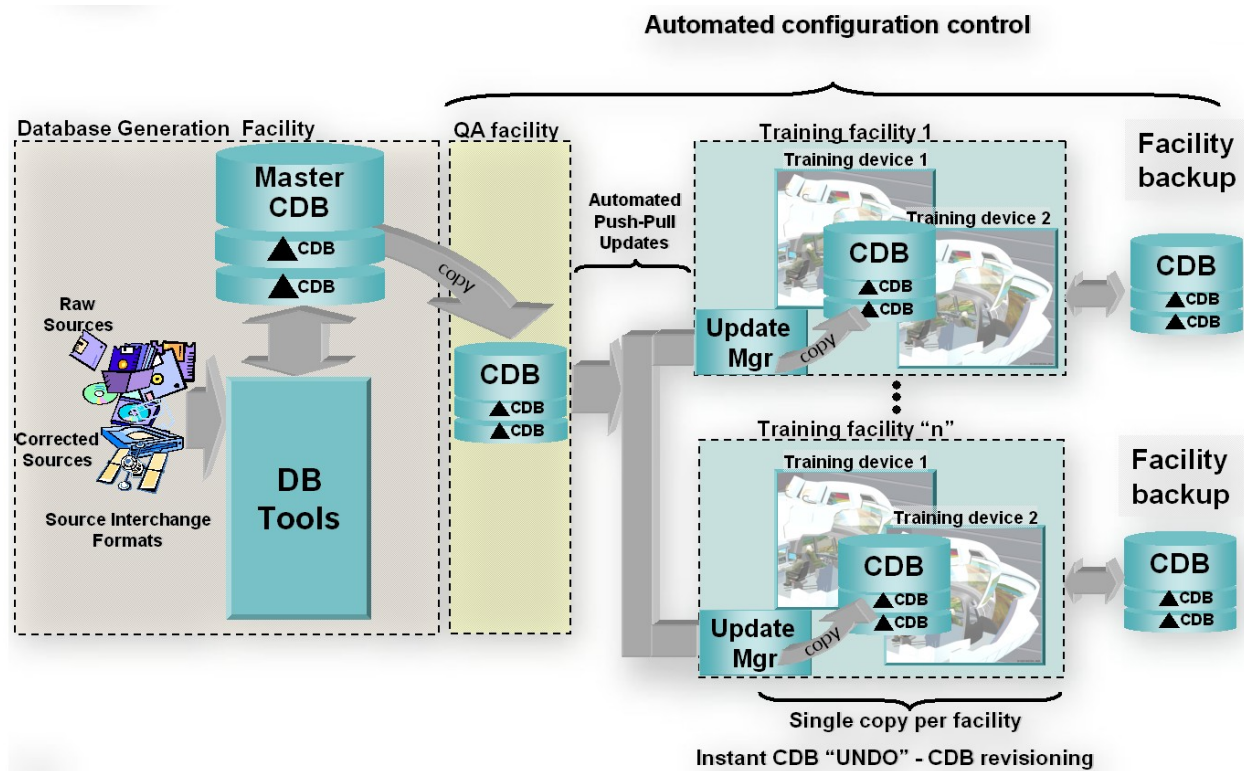 Automated configuration control
Database Generation Facility
Master
CDB
▲CDB
▲CDB
Raw
Sources
Corrected
Sources
Source Interchange
Formats
DB
Tools
copy
QA facility
CDB
▲CDB
▲CDB
Automated
Push-Pull
Updates
Training facility 1
Training device 1
Training device 2
CDB
▲CDB
▲CDB
Update
Mgr
copy
Facility
backup
CDB
▲CDB
▲CDB
Training facility “n”
Training device 1
Training device 2
CDB
▲CDB
▲CDB
Update
Mgr
copy
Facility
backup
CDB
▲CDB
▲CDB
Single copy per facility
Instant CDB “UNDO” - CDB revisioning